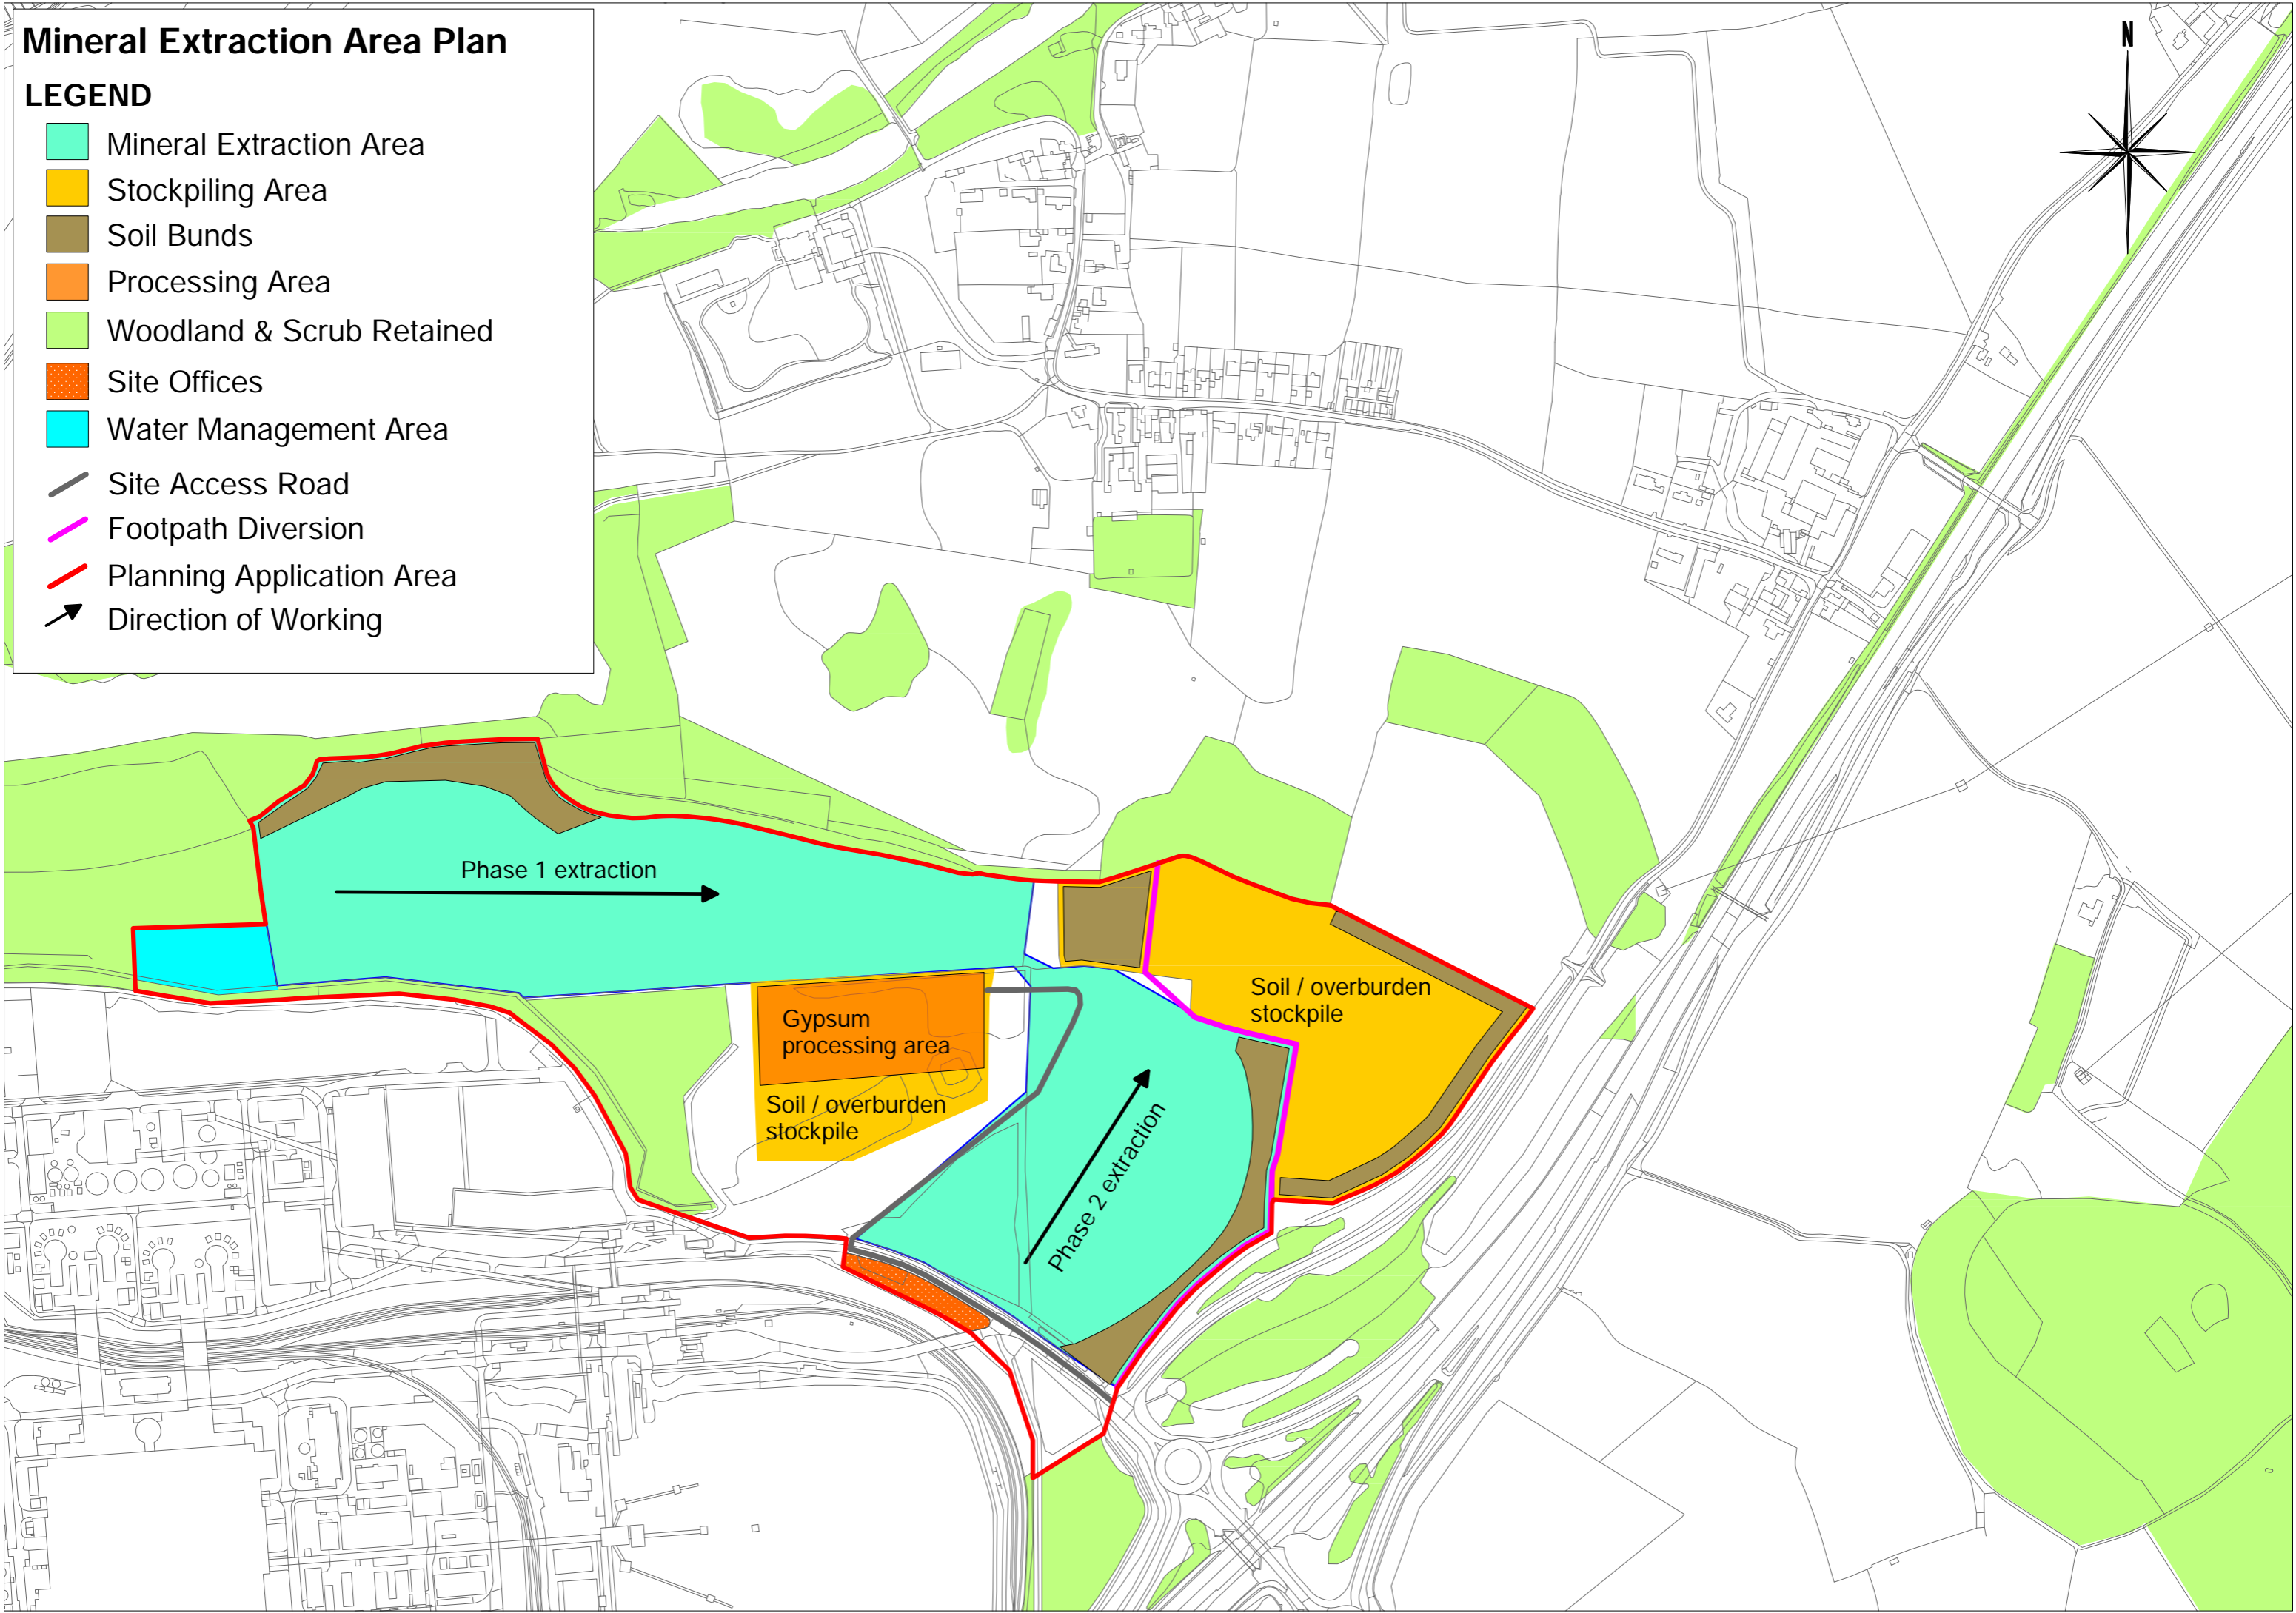 Mineral Extraction Area Plan
LEGEND
Mineral Extraction Area
Stockpiling Area
Soil Bunds
Processing Area
Woodland & Scrub Retained
Site Offices
Water Management Area
Site Access Road
Footpath Diversion
Planning Application Area
Direction of Working
N
Phase 1 extraction
Soil / overburden
stockpile
Gypsum
processing area
Soil / overburden
stockpile
Phase 2 extraction